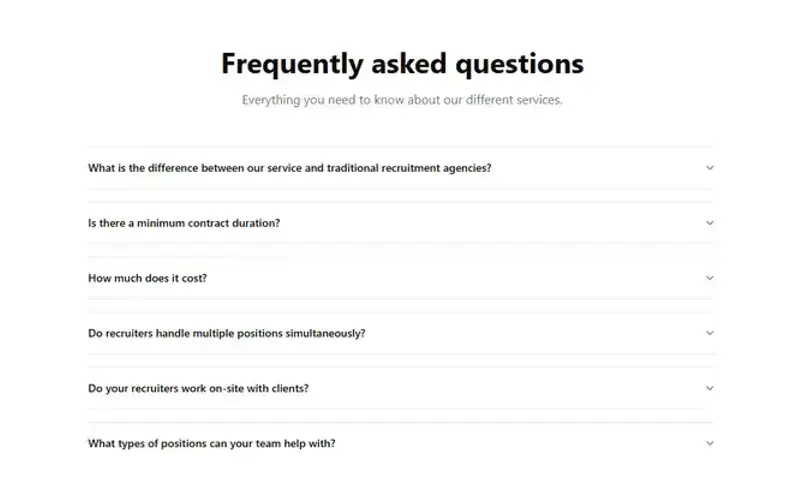 Frequently asked questions
Everything you need to know about our different services.
What is the difference between our service and traditional recruitment agencies?
Is there a minimum contract duration?
How much does it cost?
Do recruiters handle multiple positions simultaneously?
Do your recruiters work on-site with clients?
What types of positions can your team help with?